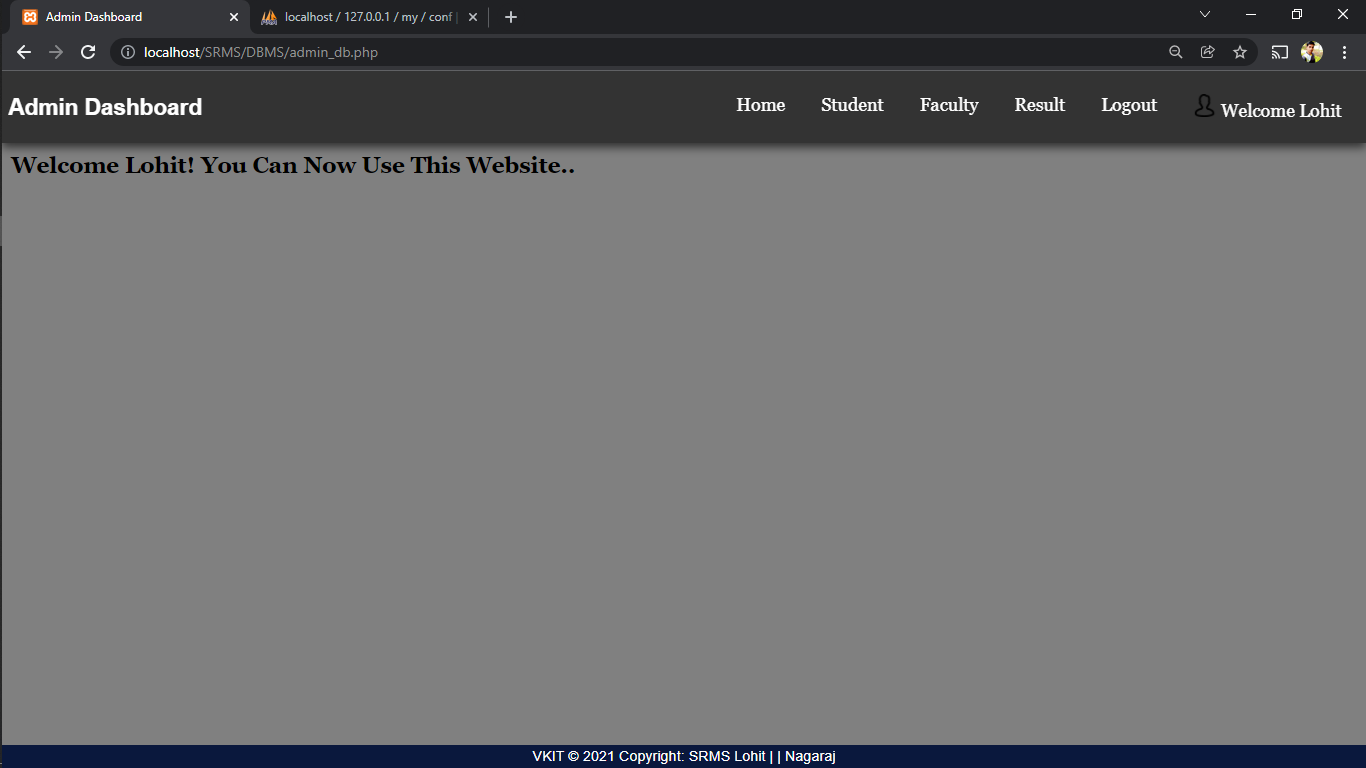 Admin Dashboard
localhost / 127.0.0.1 / my / conf
localhost/SRMS/DBMS/admin_db.php
Admin Dashboard
Home Student Faculty Result Logout Welcome Lohit
Welcome Lohit! You Can Now Use This Website..
VKIT © 2021 Copyright: SRMS Lohit | | Nagaraj